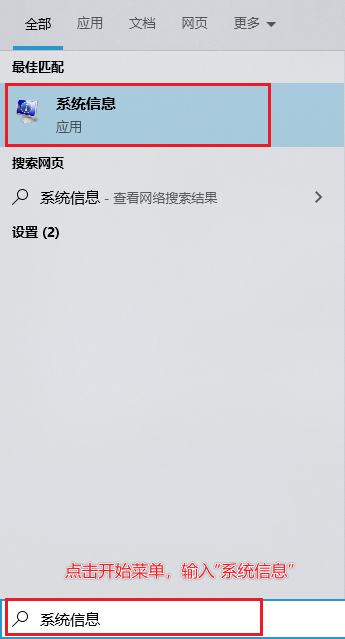 全部 应用 文档 网页 更多
最佳匹配
系统信息
应用
搜索网页
系统信息 - 查看网络搜索结果
设置 (2)
点击开始菜单，输入"系统信息"
系统信息